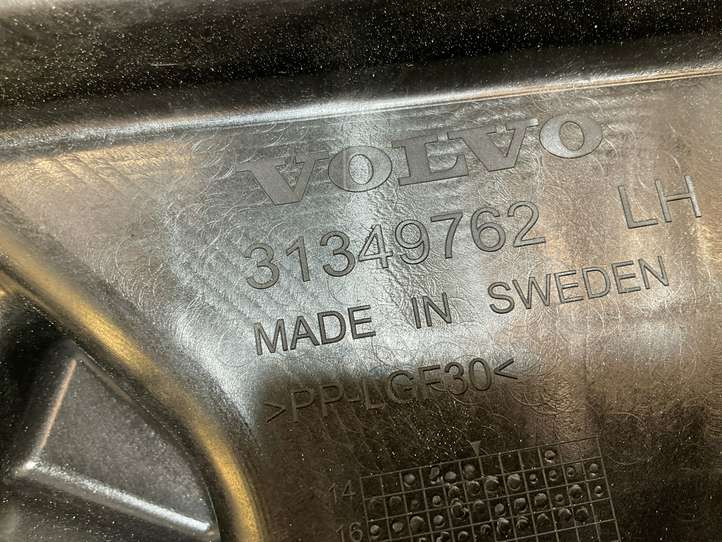 VOLVO
31349762 LH
MADE IN SWEDEN
>PP-LGF30<
14
16